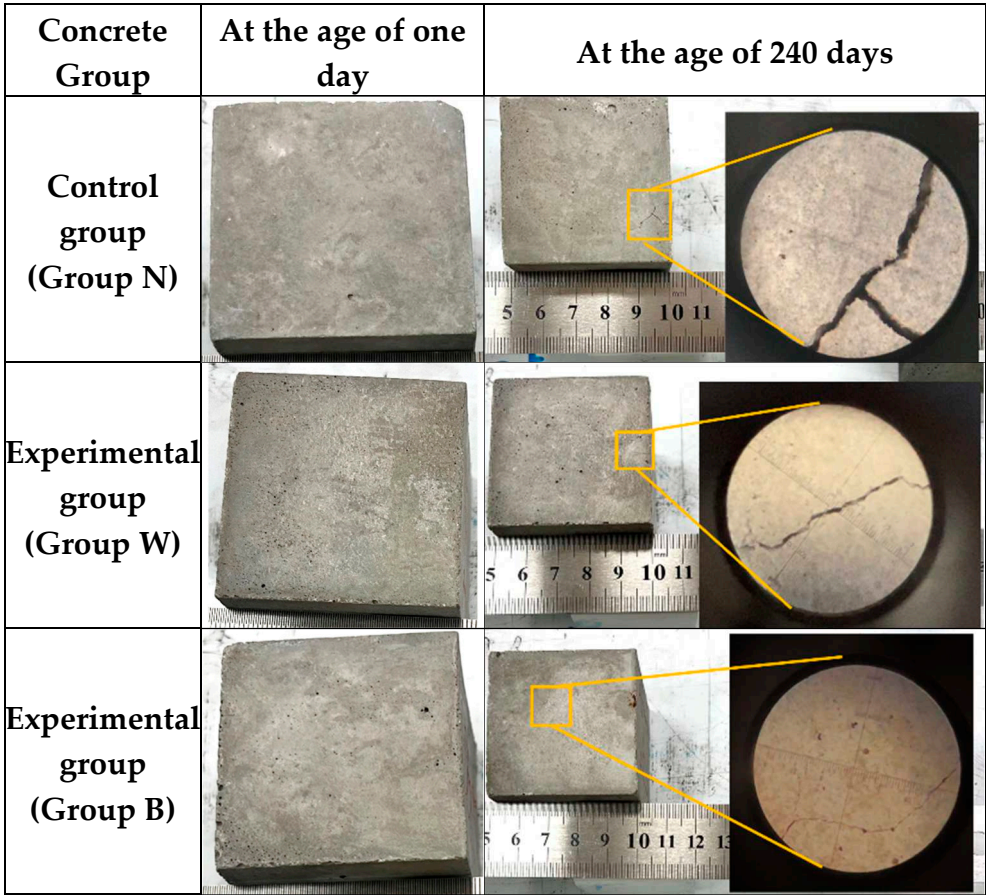 Concrete
Group
At the age of one
day
At the age of 240 days
Control
group
(Group N)
mm
5 6 7 8 9 10 11
Experimental
group
(Group W)
mm
5 6 7 8 9 10 11
Experimental
group
(Group B)
6 7 8 9 10 11 12